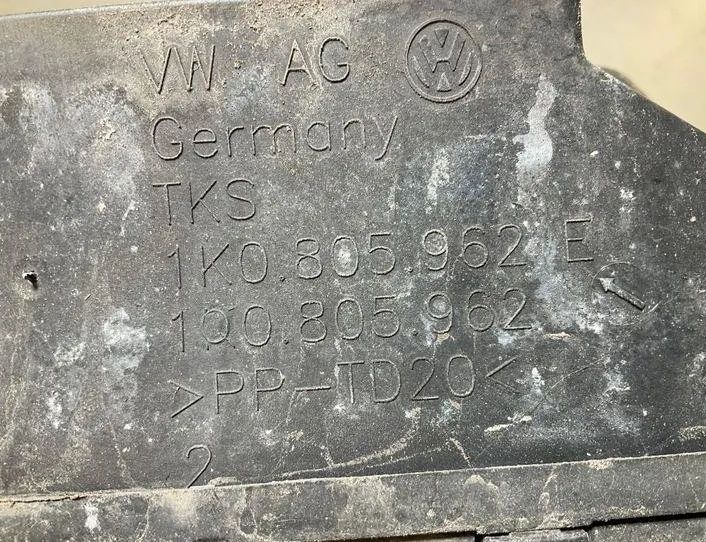 VW AG
Germany
TKS
1K0.805.962 E
1Q0.805.962
>PP-TD20<
2